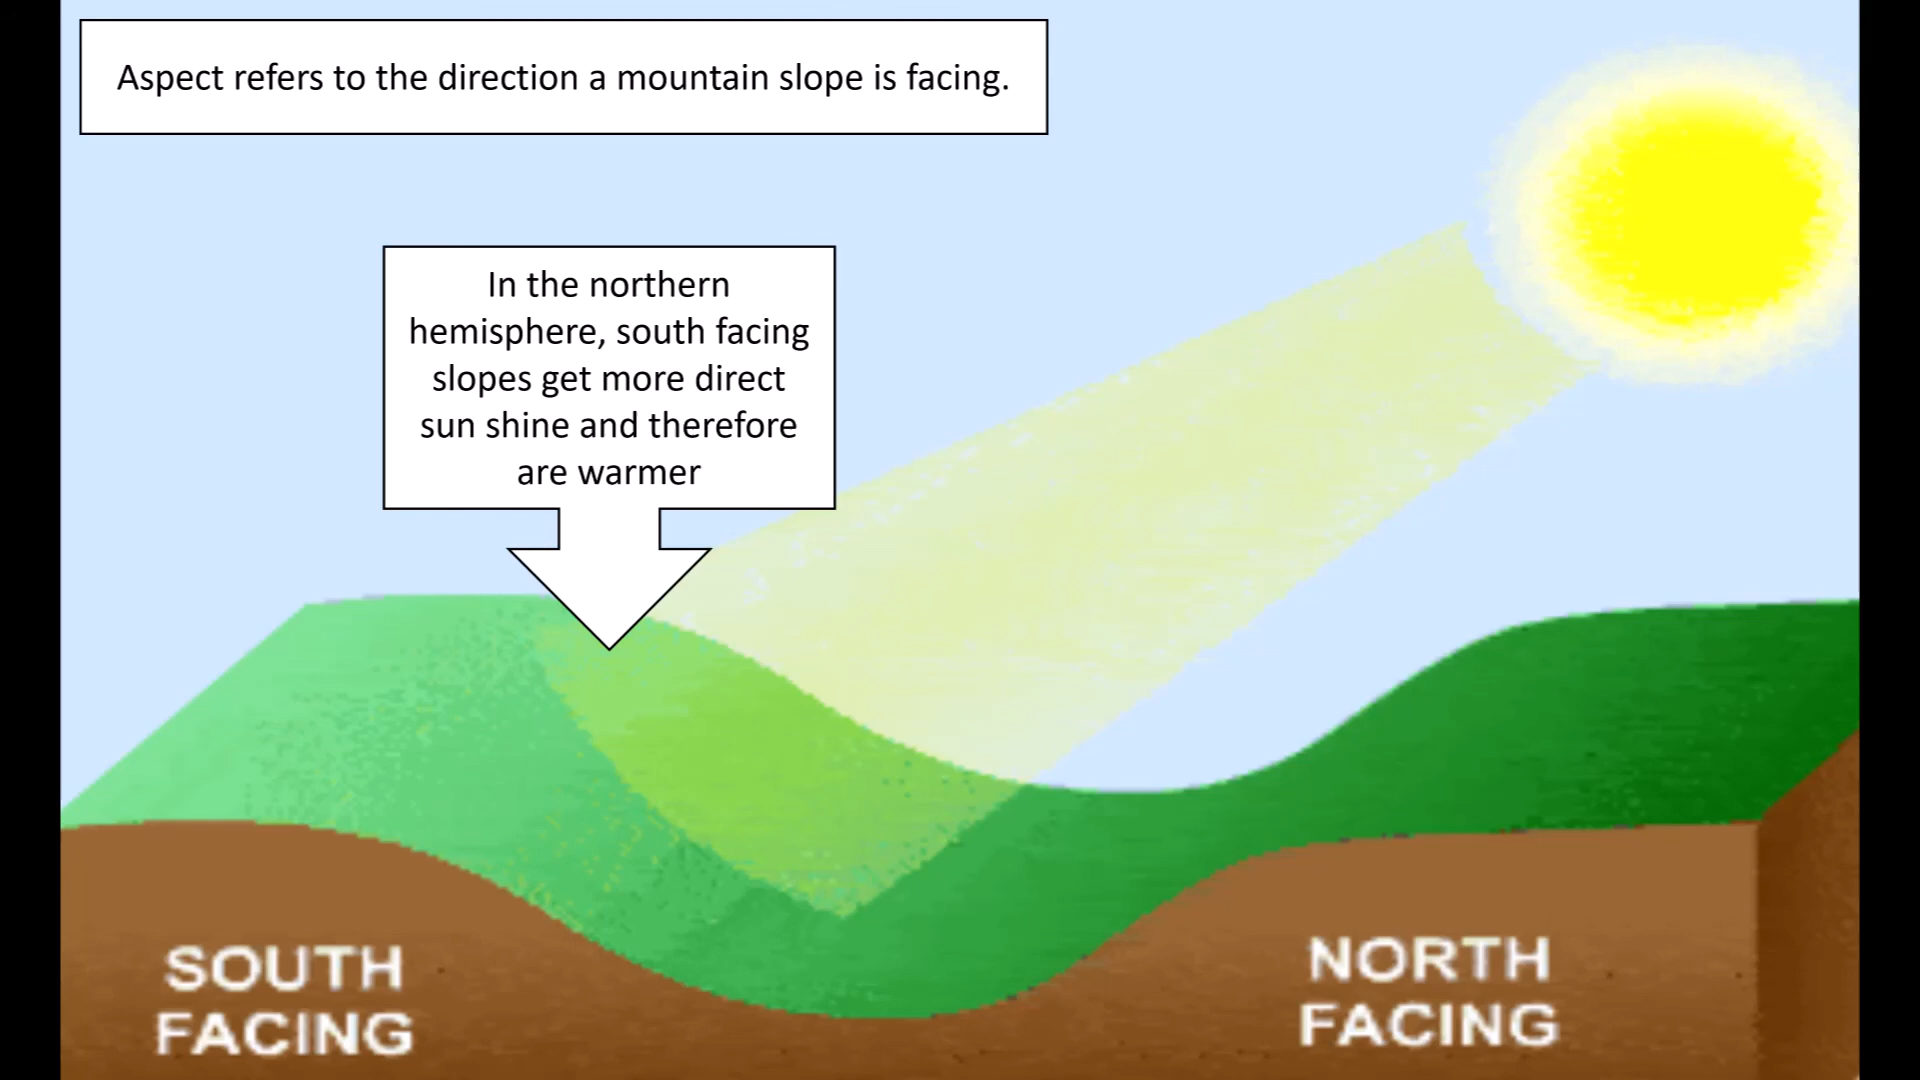 Aspect refers to the direction a mountain slope is facing.
In the northern
hemisphere, south facing
slopes get more direct
sun shine and therefore
are warmer
SOUTH
FACING
NORTH
FACING